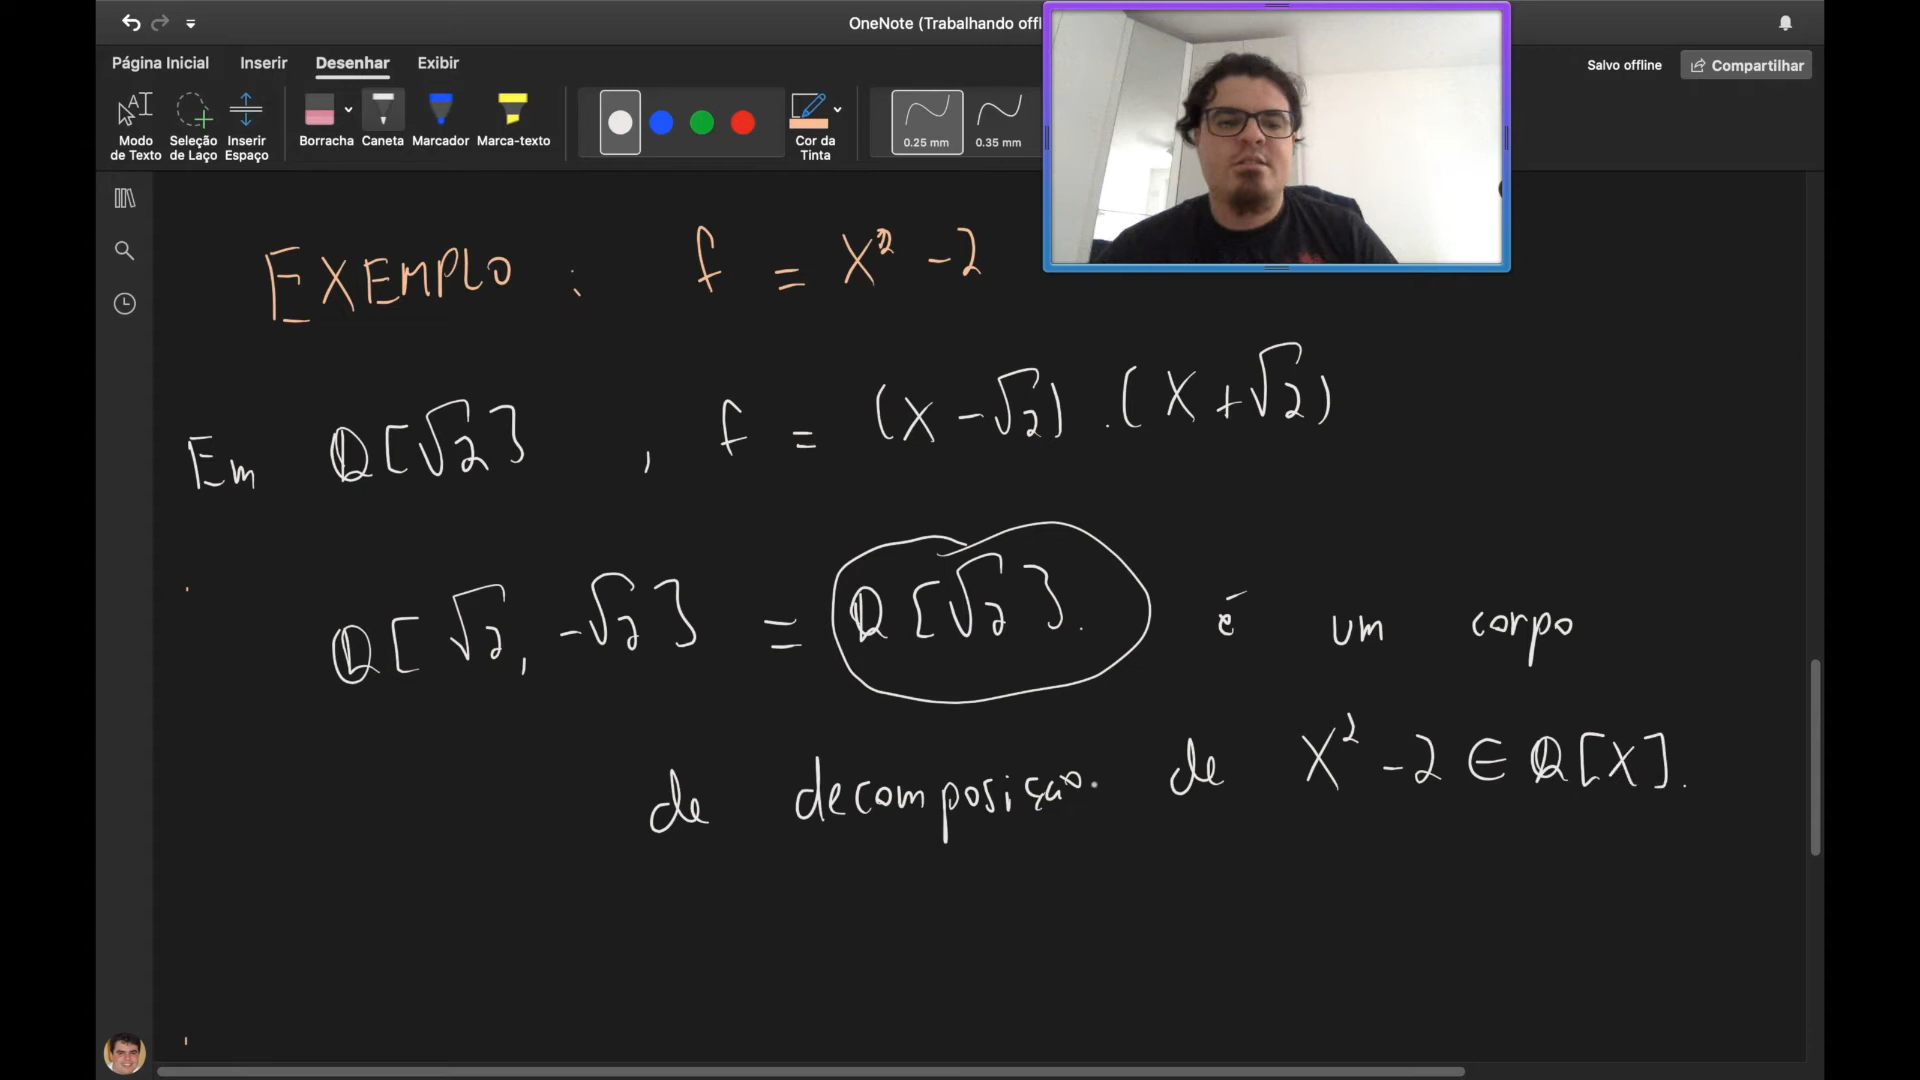 OneNote (Trabalhando offl
Página Inicial Inserir Desenhar Exibir
Salvo offline Compartilhar
Modo de Texto
Seleção de Laço
Inserir Espaço
Borracha
Caneta
Marcador
Marca-texto
Cor da Tinta
0.25 mm
0.35 mm
EXEMPLO : f = X² - 2
Em ℚ[√2] , f = (X - √2) . (X + √2)
ℚ[√2, -√2] = ℚ[√2]. é um corpo
de decomposição. de X² - 2 ∈ ℚ[X].